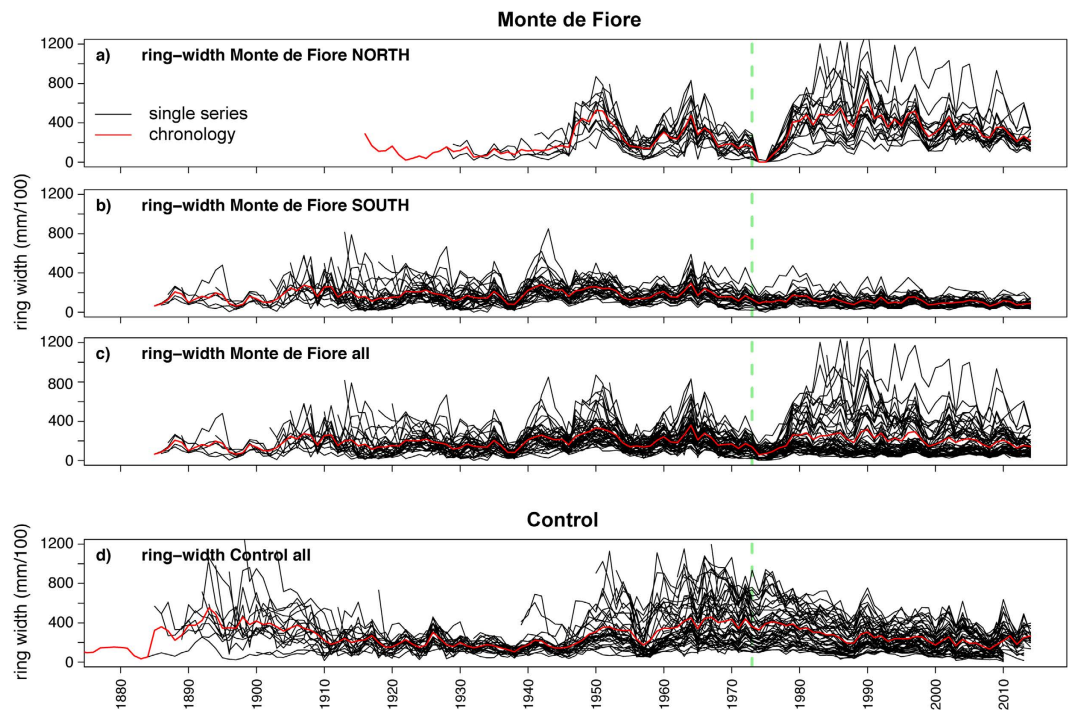 Monte de Fiore
a) ring–width Monte de Fiore NORTH
single series
chronology
1200
800
400
0
b) ring–width Monte de Fiore SOUTH
1200
800
400
0
ring width (mm/100)
c) ring–width Monte de Fiore all
1200
800
400
0
Control
d) ring–width Control all
1200
800
400
0
ring width (mm/100)
1880 1890 1900 1910 1920 1930 1940 1950 1960 1970 1980 1990 2000 2010